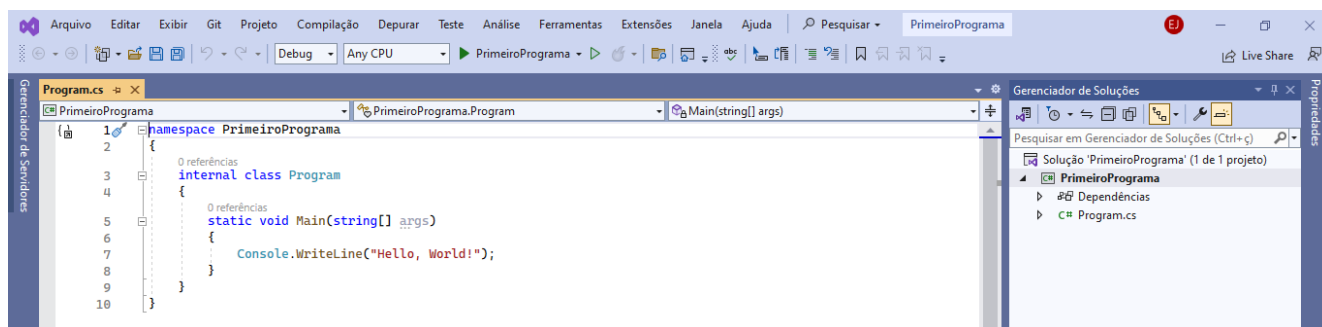 Arquivo Editar Exibir Git Projeto Compilação Depurar Teste Análise Ferramentas Extensões Janela Ajuda Pesquisar PrimeiroPrograma EJ
Debug Any CPU PrimeiroPrograma abc Live Share
Gerenciador de Servidores
Program.cs
C# PrimeiroPrograma PrimeiroPrograma.Program Main(string[] args)
1 namespace PrimeiroPrograma
2 {
0 referências
3 internal class Program
4 {
0 referências
5 static void Main(string[] args)
6 {
7 Console.WriteLine("Hello, World!");
8 }
9 }
10 }
Gerenciador de Soluções
Pesquisar em Gerenciador de Soluções (Ctrl+ç)
Solução 'PrimeiroPrograma' (1 de 1 projeto)
C# PrimeiroPrograma
Dependências
C# Program.cs
Propriedades